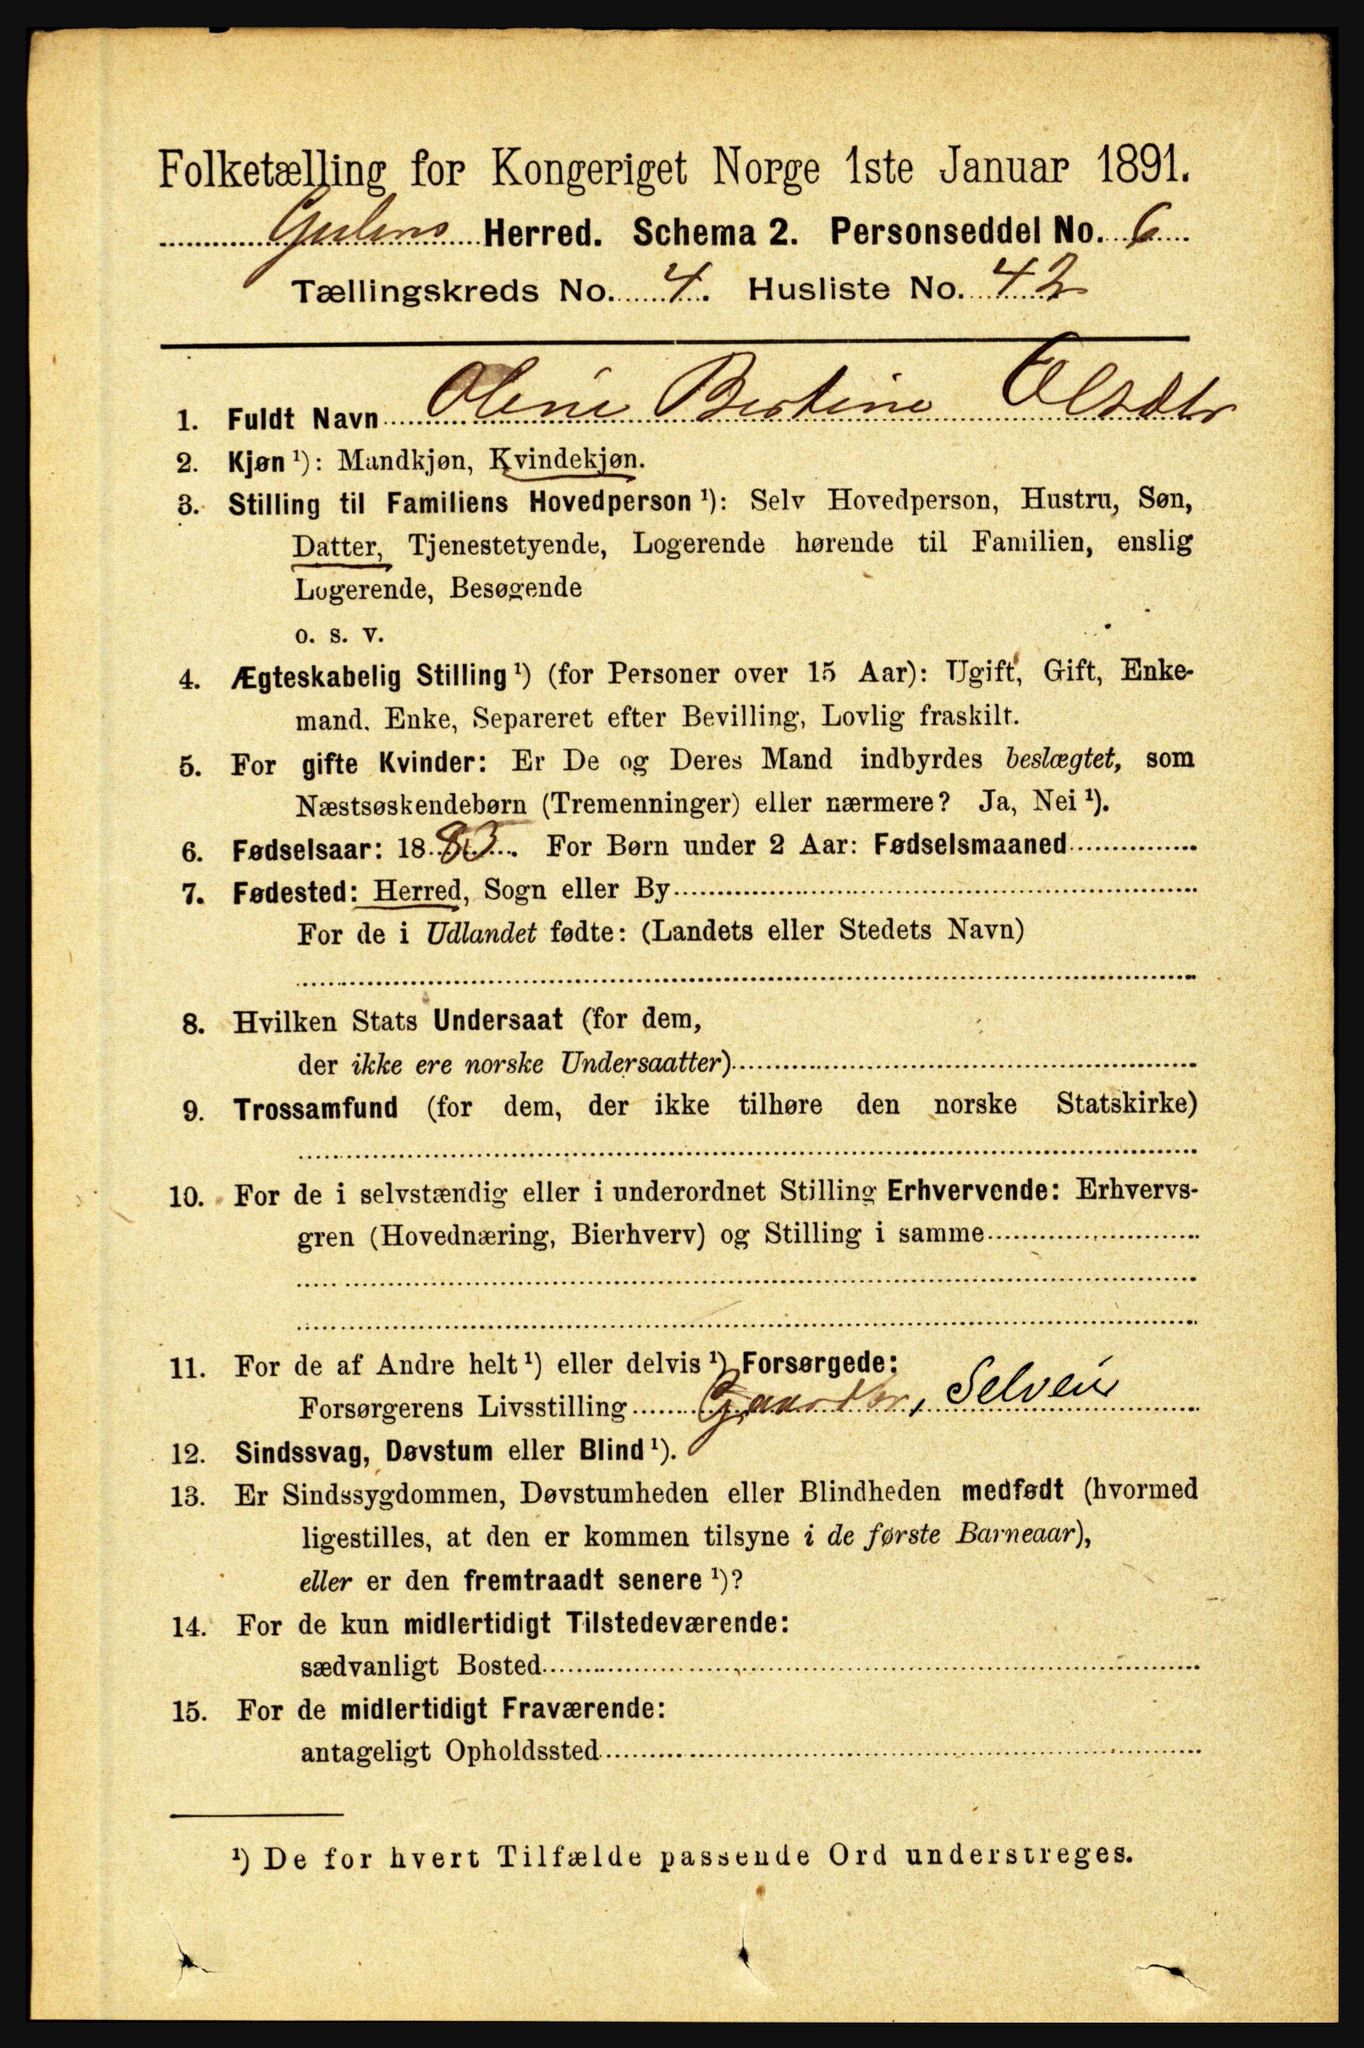 Folketælling for Kongeriget Norge 1ste Januar 1891.
Gulens Herred. Schema 2. Personseddel No. 6
Tællingskreds No. 4. Husliste No. 42
1. Fuldt Navn Oline Bertine Olsdtr
2. Kjøn ¹): Mandkjøn, Kvindekjøn.
3. Stilling til Familiens Hovedperson ¹): Selv Hovedperson, Hustru, Søn,
Datter, Tjenestetyende, Logerende hørende til Familien, enslig
Logerende, Besøgende
o. s. v.
4. Ægteskabelig Stilling ¹) (for Personer over 15 Aar): Ugift, Gift, Enke-
mand, Enke, Separeret efter Bevilling, Lovlig fraskilt.
5. For gifte Kvinder: Er De og Deres Mand indbyrdes beslægtet, som
Næstsøskendebørn (Tremenninger) eller nærmere? Ja, Nei ¹).
6. Fødselsaar: 1885. For Børn under 2 Aar: Fødselsmaaned
7. Fødested: Herred, Sogn eller By
For de i Udlandet fødte: (Landets eller Stedets Navn)
8. Hvilken Stats Undersaat (for dem,
der ikke ere norske Undersaatter)
9. Trossamfund (for dem, der ikke tilhøre den norske Statskirke)
10. For de i selvstændig eller i underordnet Stilling Erhvervende: Erhvervs-
gren (Hovednæring, Bierhverv) og Stilling i samme
11. For de af Andre helt ¹) eller delvis ¹) Forsørgede:
Forsørgerens Livsstilling Gaardbr, Selveier
12. Sindssvag, Døvstum eller Blind ¹).
13. Er Sindssygdommen, Døvstumheden eller Blindheden medfødt (hvormed
ligestilles, at den er kommen tilsyne i de første Barneaar),
eller er den fremtraadt senere ¹)?
14. For de kun midlertidigt Tilstedeværende:
sædvanligt Bosted
15. For de midlertidigt Fraværende:
antageligt Opholdssted
¹) De for hvert Tilfælde passende Ord understreges.